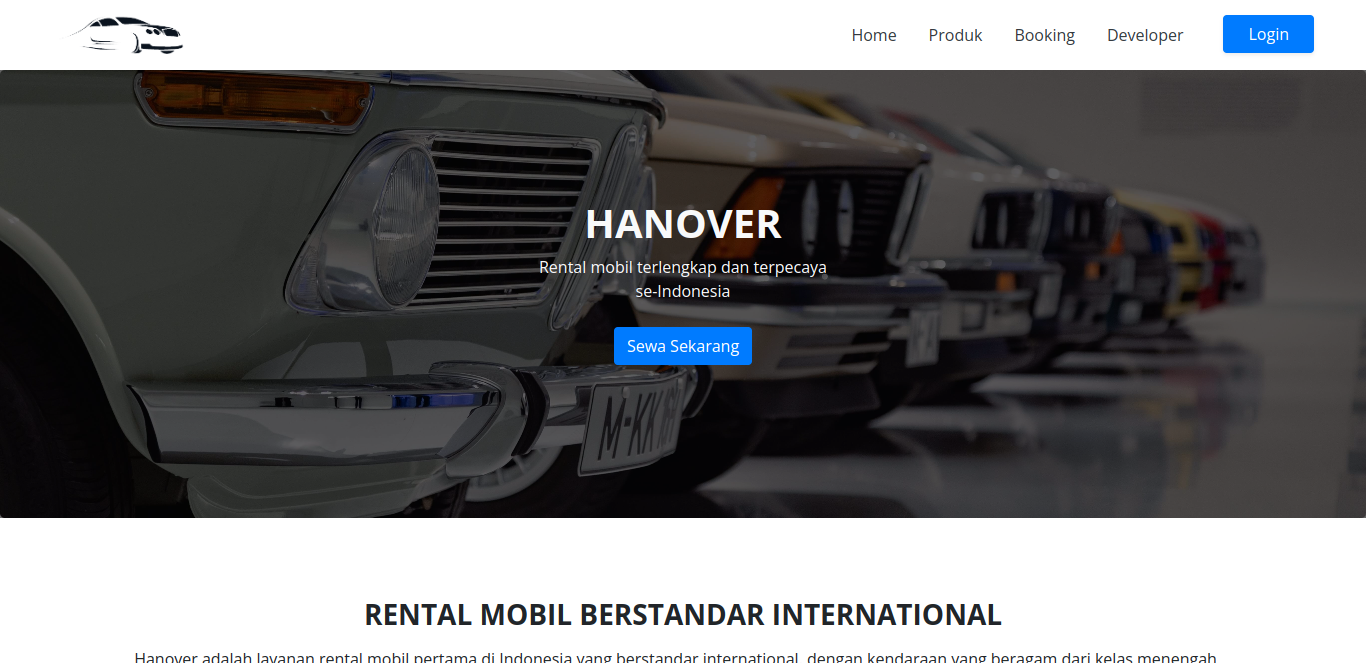 Home Produk Booking Developer Login
HANOVER
Rental mobil terlengkap dan terpecaya
se-Indonesia
Sewa Sekarang
M-KK
RENTAL MOBIL BERSTANDAR INTERNATIONAL
Hanover adalah layanan rental mobil pertama di Indonesia yang berstandar international, dengan kendaraan yang beragam dari kelas menengah